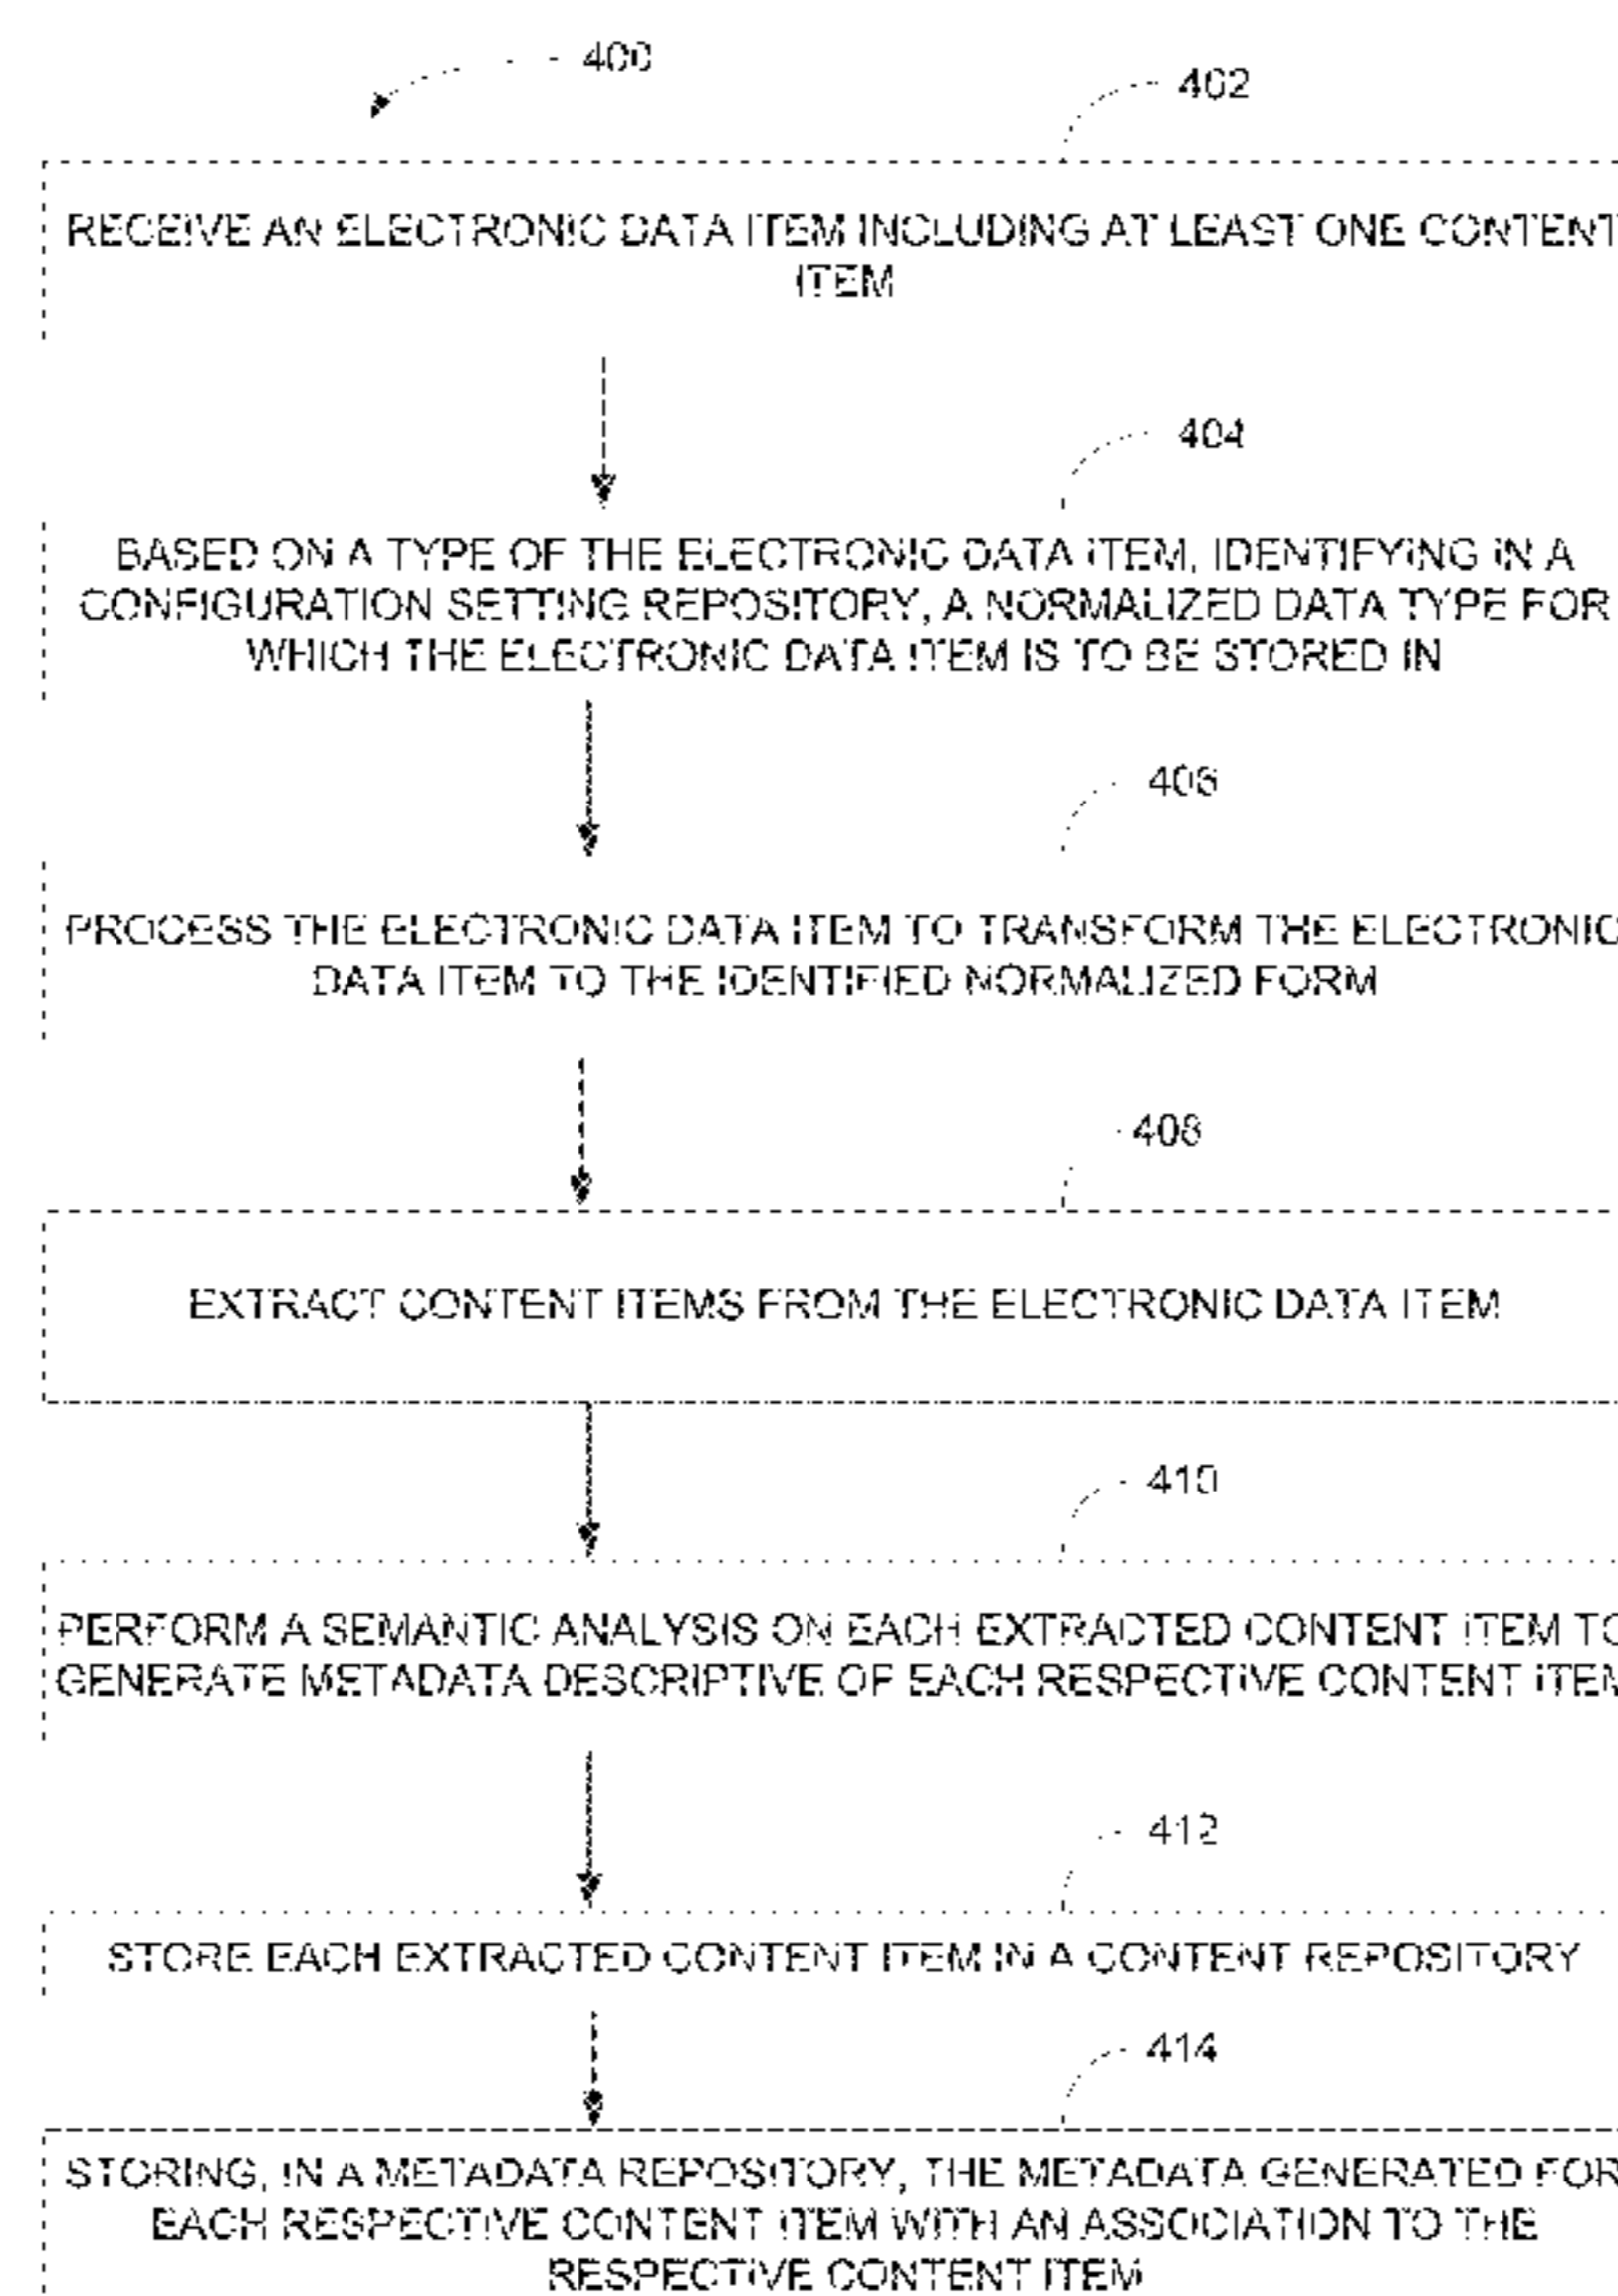 400
402
RECEIVE AN ELECTRONIC DATA ITEM INCLUDING AT LEAST ONE CONTENT
ITEM
404
BASED ON A TYPE OF THE ELECTRONIC DATA ITEM, IDENTIFYING IN A
CONFIGURATION SETTING REPOSITORY, A NORMALIZED DATA TYPE FOR
WHICH THE ELECTRONIC DATA ITEM IS TO BE STORED IN
406
PROCESS THE ELECTRONIC DATA ITEM TO TRANSFORM THE ELECTRONIC
DATA ITEM TO THE IDENTIFIED NORMALIZED FORM
408
EXTRACT CONTENT ITEMS FROM THE ELECTRONIC DATA ITEM
410
PERFORM A SEMANTIC ANALYSIS ON EACH EXTRACTED CONTENT ITEM TO
GENERATE METADATA DESCRIPTIVE OF EACH RESPECTIVE CONTENT ITEM
412
STORE EACH EXTRACTED CONTENT ITEM IN A CONTENT REPOSITORY
414
STORING, IN A METADATA REPOSITORY, THE METADATA GENERATED FOR
EACH RESPECTIVE CONTENT ITEM WITH AN ASSOCIATION TO THE
RESPECTIVE CONTENT ITEM